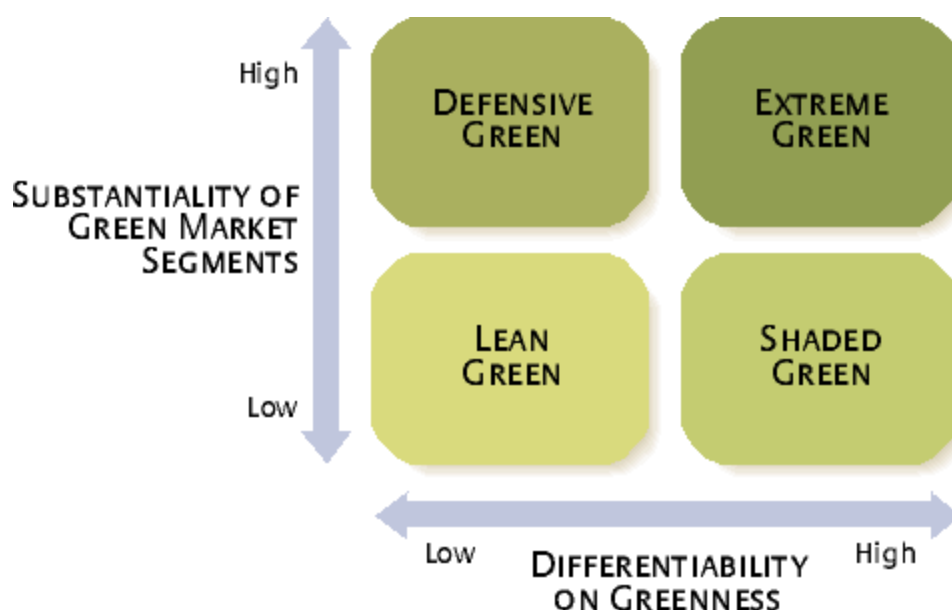 High
DEFENSIVE
GREEN
EXTREME
GREEN
SUBSTANTIALITY OF
GREEN MARKET
SEGMENTS
LEAN
GREEN
SHADED
GREEN
Low
Low
High
DIFFERENTIABILITY
ON GREENNESS